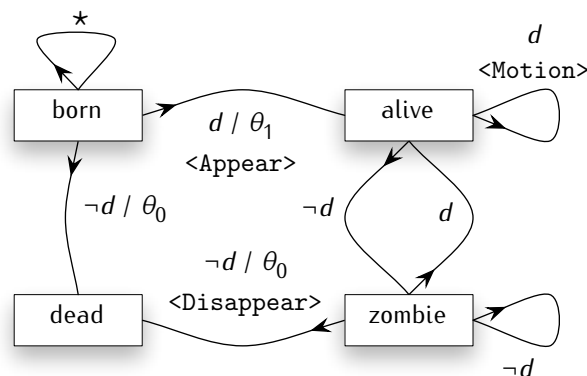 ★
d
<Motion>
born
alive
d / θ₁
<Appear>
¬d / θ₀
¬d
d
¬d / θ₀
<Disappear>
dead
zombie
¬d